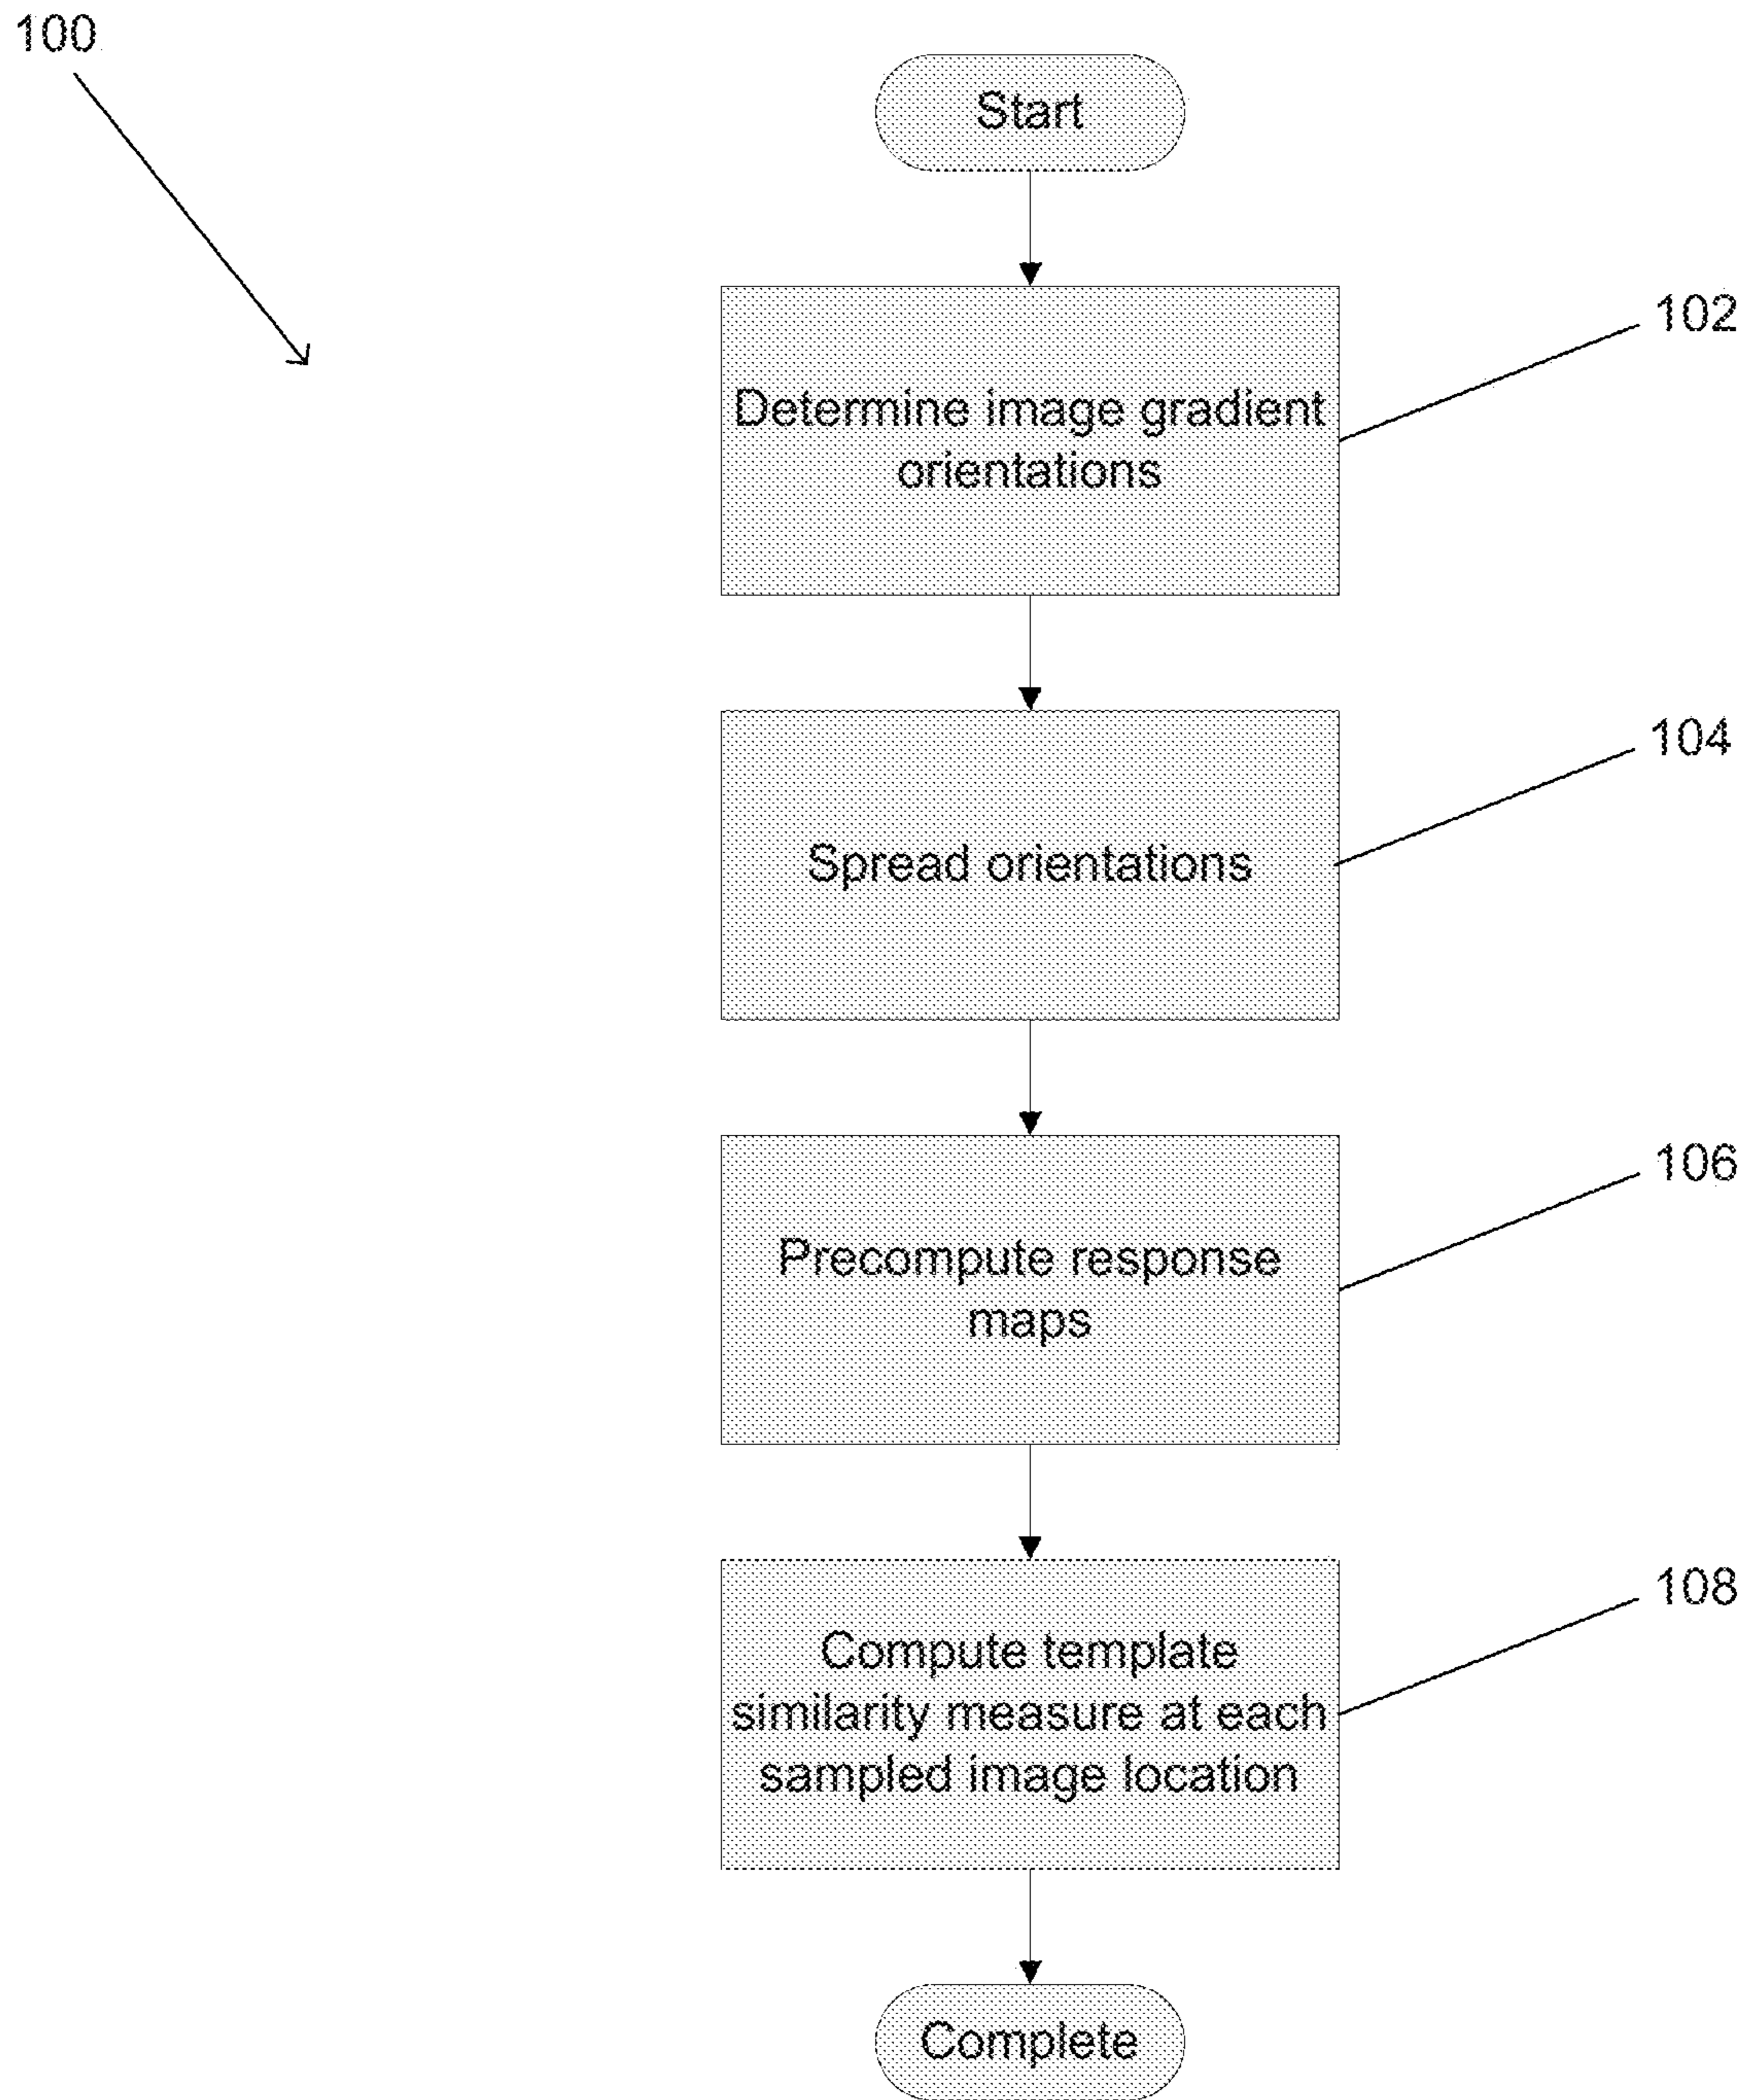 100
Start
102
Determine image gradient
orientations
104
Spread orientations
106
Precompute response
maps
108
Compute template
similarity measure at each
sampled image location
Complete